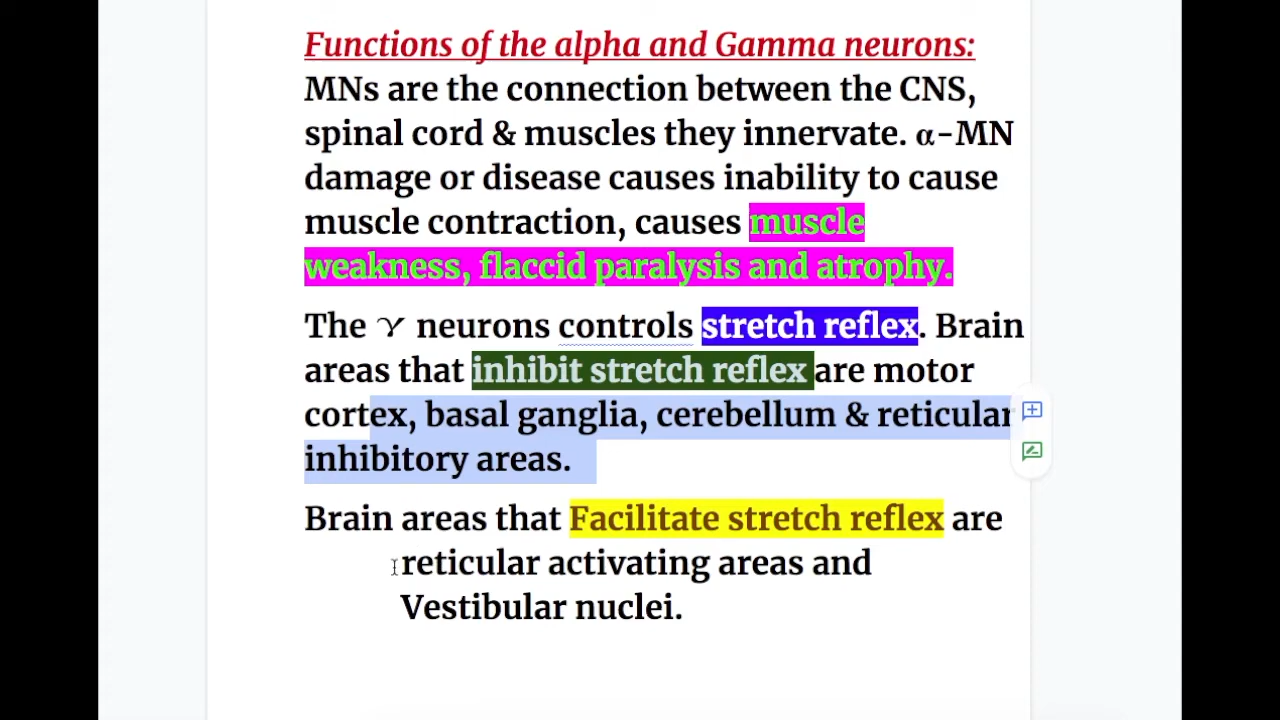 Functions of the alpha and Gamma neurons:
MNs are the connection between the CNS,
spinal cord & muscles they innervate. α-MN
damage or disease causes inability to cause
muscle contraction, causes muscle
weakness, flaccid paralysis and atrophy.
The ϒ neurons controls stretch reflex. Brain
areas that inhibit stretch reflex are motor
cortex, basal ganglia, cerebellum & reticular
inhibitory areas.
Brain areas that Facilitate stretch reflex are
reticular activating areas and
Vestibular nuclei.